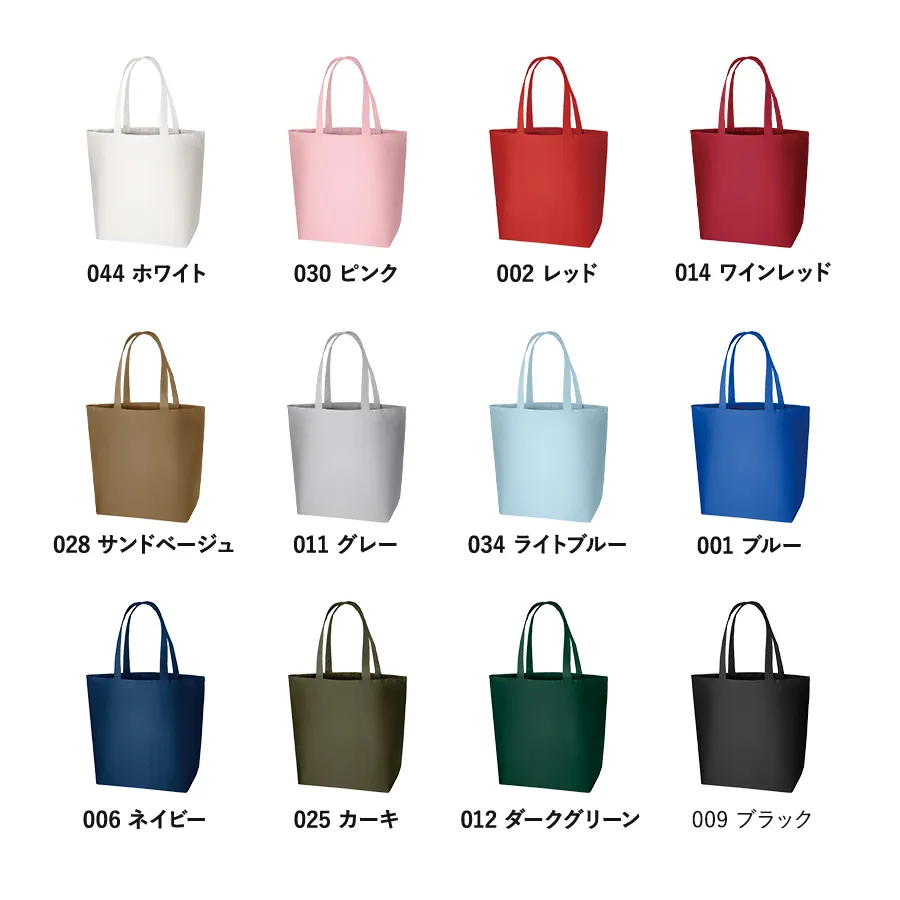 044 ホワイト
030 ピンク
002 レッド
014 ワインレッド
028 サンドベージュ
011 グレー
034 ライトブルー
001 ブルー
006 ネイビー
025 カーキ
012 ダークグリーン
009 ブラック